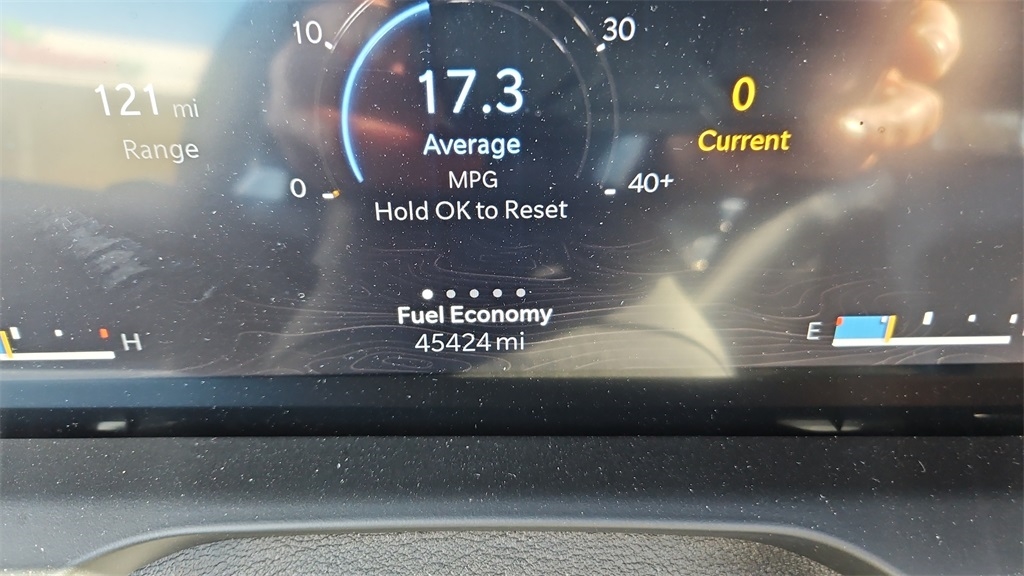 10
30
17.3
0
121 mi
Average
Current
Range
MPG
0
40+
Hold OK to Reset
Fuel Economy
45424 mi
H
E